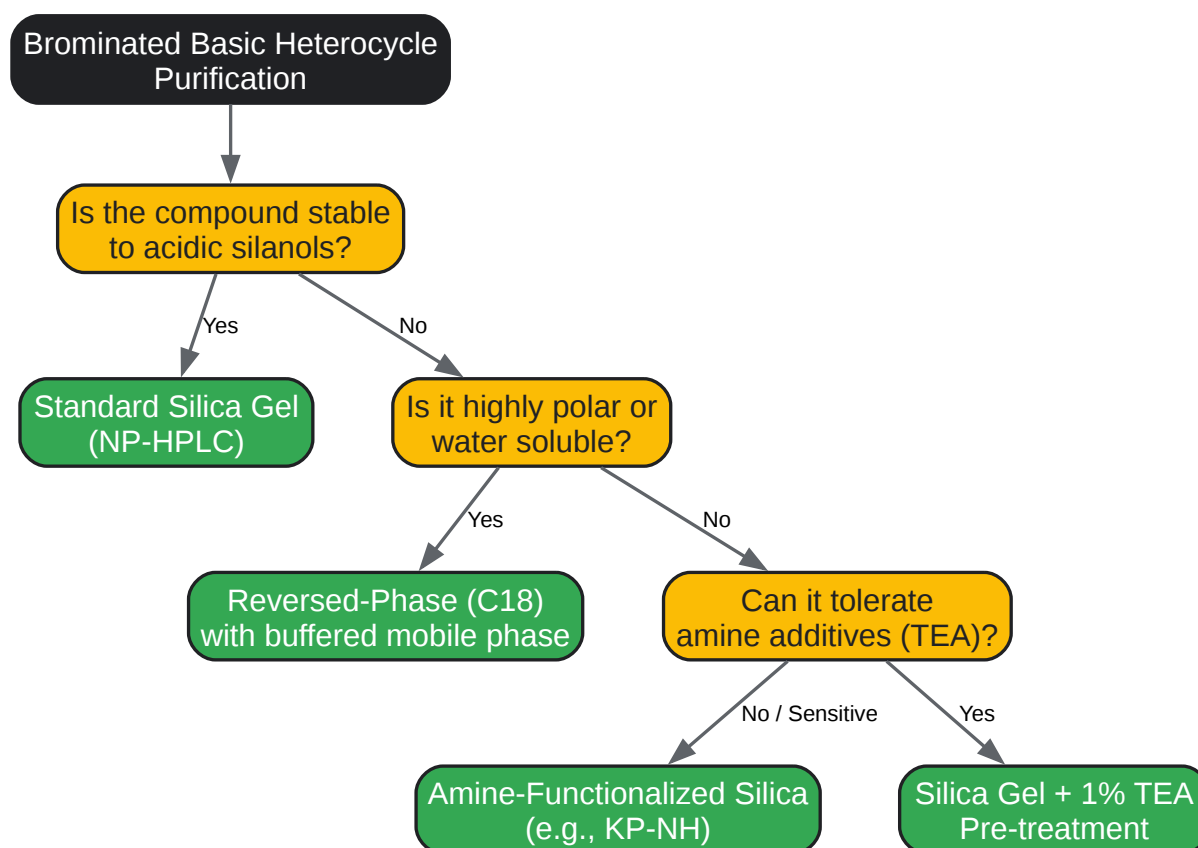 Brominated Basic Heterocycle
Purification
Is the compound stable
to acidic silanols?
Yes
No
Standard Silica Gel
(NP-HPLC)
Is it highly polar or
water soluble?
Yes
No
Reversed-Phase (C18)
with buffered mobile phase
Can it tolerate
amine additives (TEA)?
No / Sensitive
Yes
Amine-Functionalized Silica
(e.g., KP-NH)
Silica Gel + 1% TEA
Pre-treatment